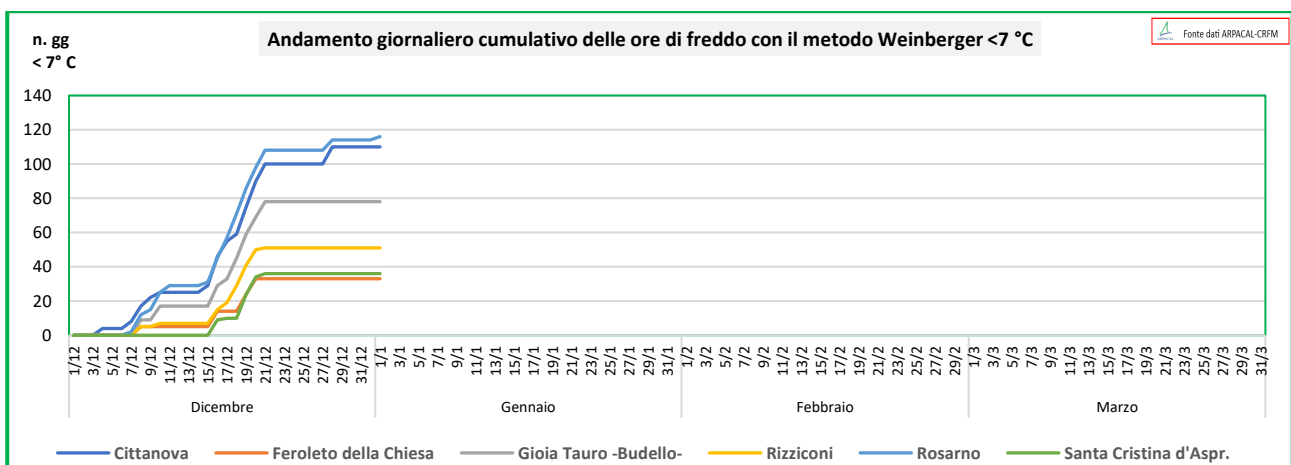 n. gg
< 7° C
Andamento giornaliero cumulativo delle ore di freddo con il metodo Weinberger <7 °C
ARPACAL
Fonte dati ARPACAL-CRFM
140
120
100
80
60
40
20
0
1/12 3/12 5/12 7/12 9/12 11/12 13/12 15/12 17/12 19/12 21/12 23/12 25/12 27/12 29/12 31/12 1/1 3/1 5/1 7/1 9/1 11/1 13/1 15/1 17/1 19/1 21/1 23/1 25/1 27/1 29/1 31/1 1/2 3/2 5/2 7/2 9/2 11/2 13/2 15/2 17/2 19/2 21/2 23/2 25/2 27/2 29/2 1/3 3/3 5/3 7/3 9/3 11/3 13/3 15/3 17/3 19/3 21/3 23/3 25/3 27/3 29/3 31/3
Dicembre Gennaio Febbraio Marzo
Cittanova Feroleto della Chiesa Gioia Tauro -Budello- Rizziconi Rosarno Santa Cristina d'Aspr.